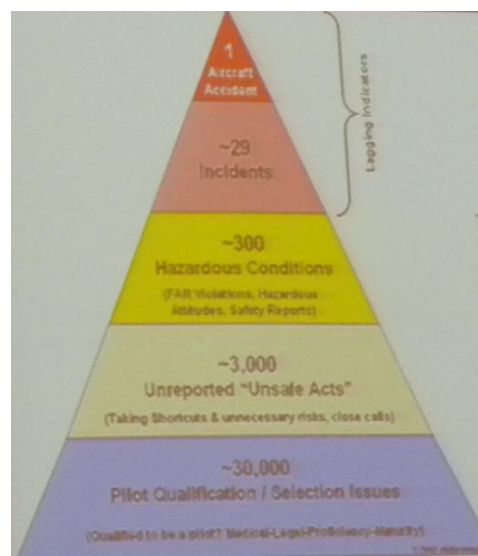 1
Aircraft
Accident
Lagging Indicators
~29
Incidents
~300
Hazardous Conditions
(FAR Violations, Hazardous
Attitudes, Safety Reports)
~3,000
Unreported "Unsafe Acts"
(Taking Shortcuts & unnecessary risks, close calls)
~30,000
Pilot Qualification / Selection Issues
(Qualified to be a pilot? Medical-Legal-Proficiency-Maturity)